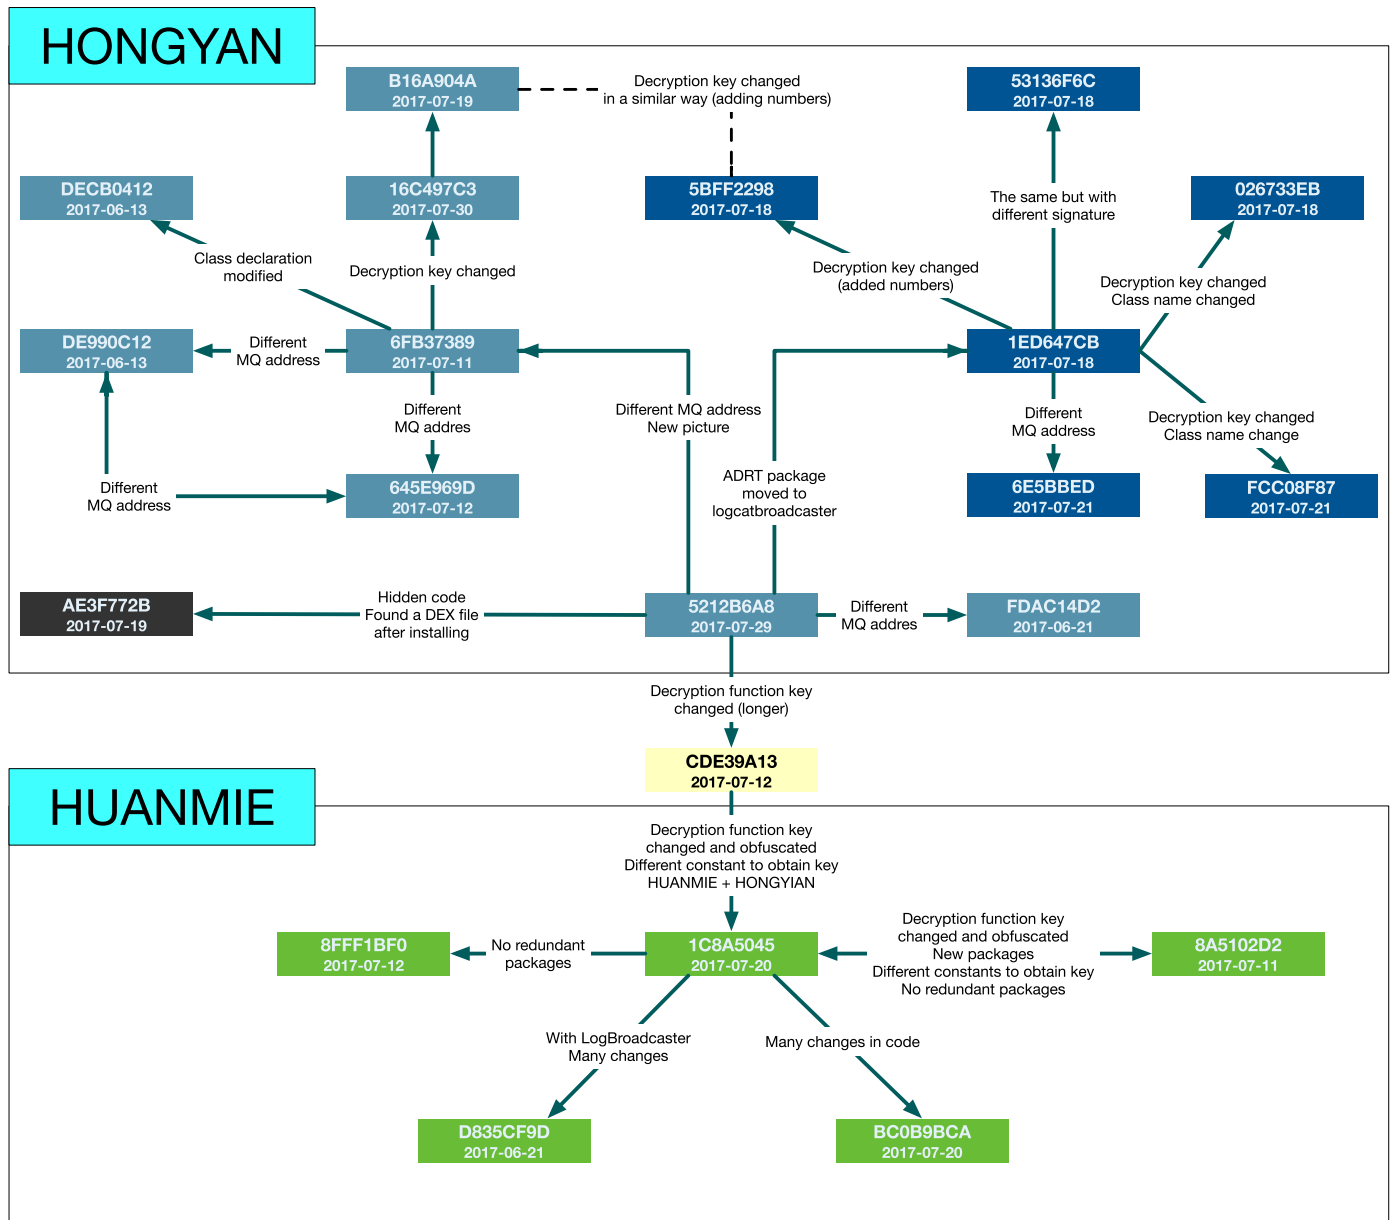 HONGYAN
B16A904A
2017-07-19
Decryption key changed
in a similar way (adding numbers)
53136F6C
2017-07-18
DECB0412
2017-06-13
16C497C3
2017-07-30
5BFF2298
2017-07-18
The same but with
different signature
026733EB
2017-07-18
Class declaration
modified
Decryption key changed
Decryption key changed
(added numbers)
Decryption key changed
Class name changed
DE990C12
2017-06-13
Different
MQ address
6FB37389
2017-07-11
1ED647CB
2017-07-18
Different
MQ addres
Different MQ address
New picture
Different
MQ address
Decryption key changed
Class name change
Different
MQ address
645E969D
2017-07-12
ADRT package
moved to
logcatbroadcaster
6E5BBED
2017-07-21
FCC08F87
2017-07-21
AE3F772B
2017-07-19
Hidden code
Found a DEX file
after installing
5212B6A8
2017-07-29
Different
MQ addres
FDAC14D2
2017-06-21
Decryption function key
changed (longer)
CDE39A13
2017-07-12
HUANMIE
Decryption function key
changed and obfuscated
Different constant to obtain key
HUANMIE + HONGYIAN
8FFF1BF0
2017-07-12
No redundant
packages
1C8A5045
2017-07-20
Decryption function key
changed and obfuscated
New packages
Different constants to obtain key
No redundant packages
8A5102D2
2017-07-11
With LogBroadcaster
Many changes
Many changes in code
D835CF9D
2017-06-21
BC0B9BCA
2017-07-20